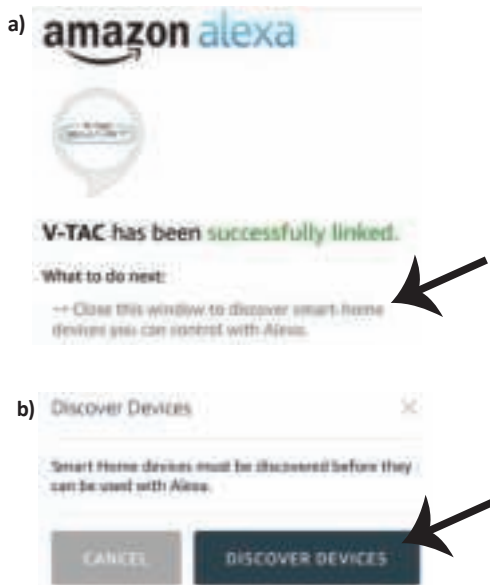 a)
amazon alexa
V-TAC has been successfully linked.
What to do next:
→ Close this window to discover smart-home
devices you can control with Alexa.
b) Discover Devices ×
Smart Home devices must be discovered before they
can be used with Alexa.
CANCEL DISCOVER DEVICES